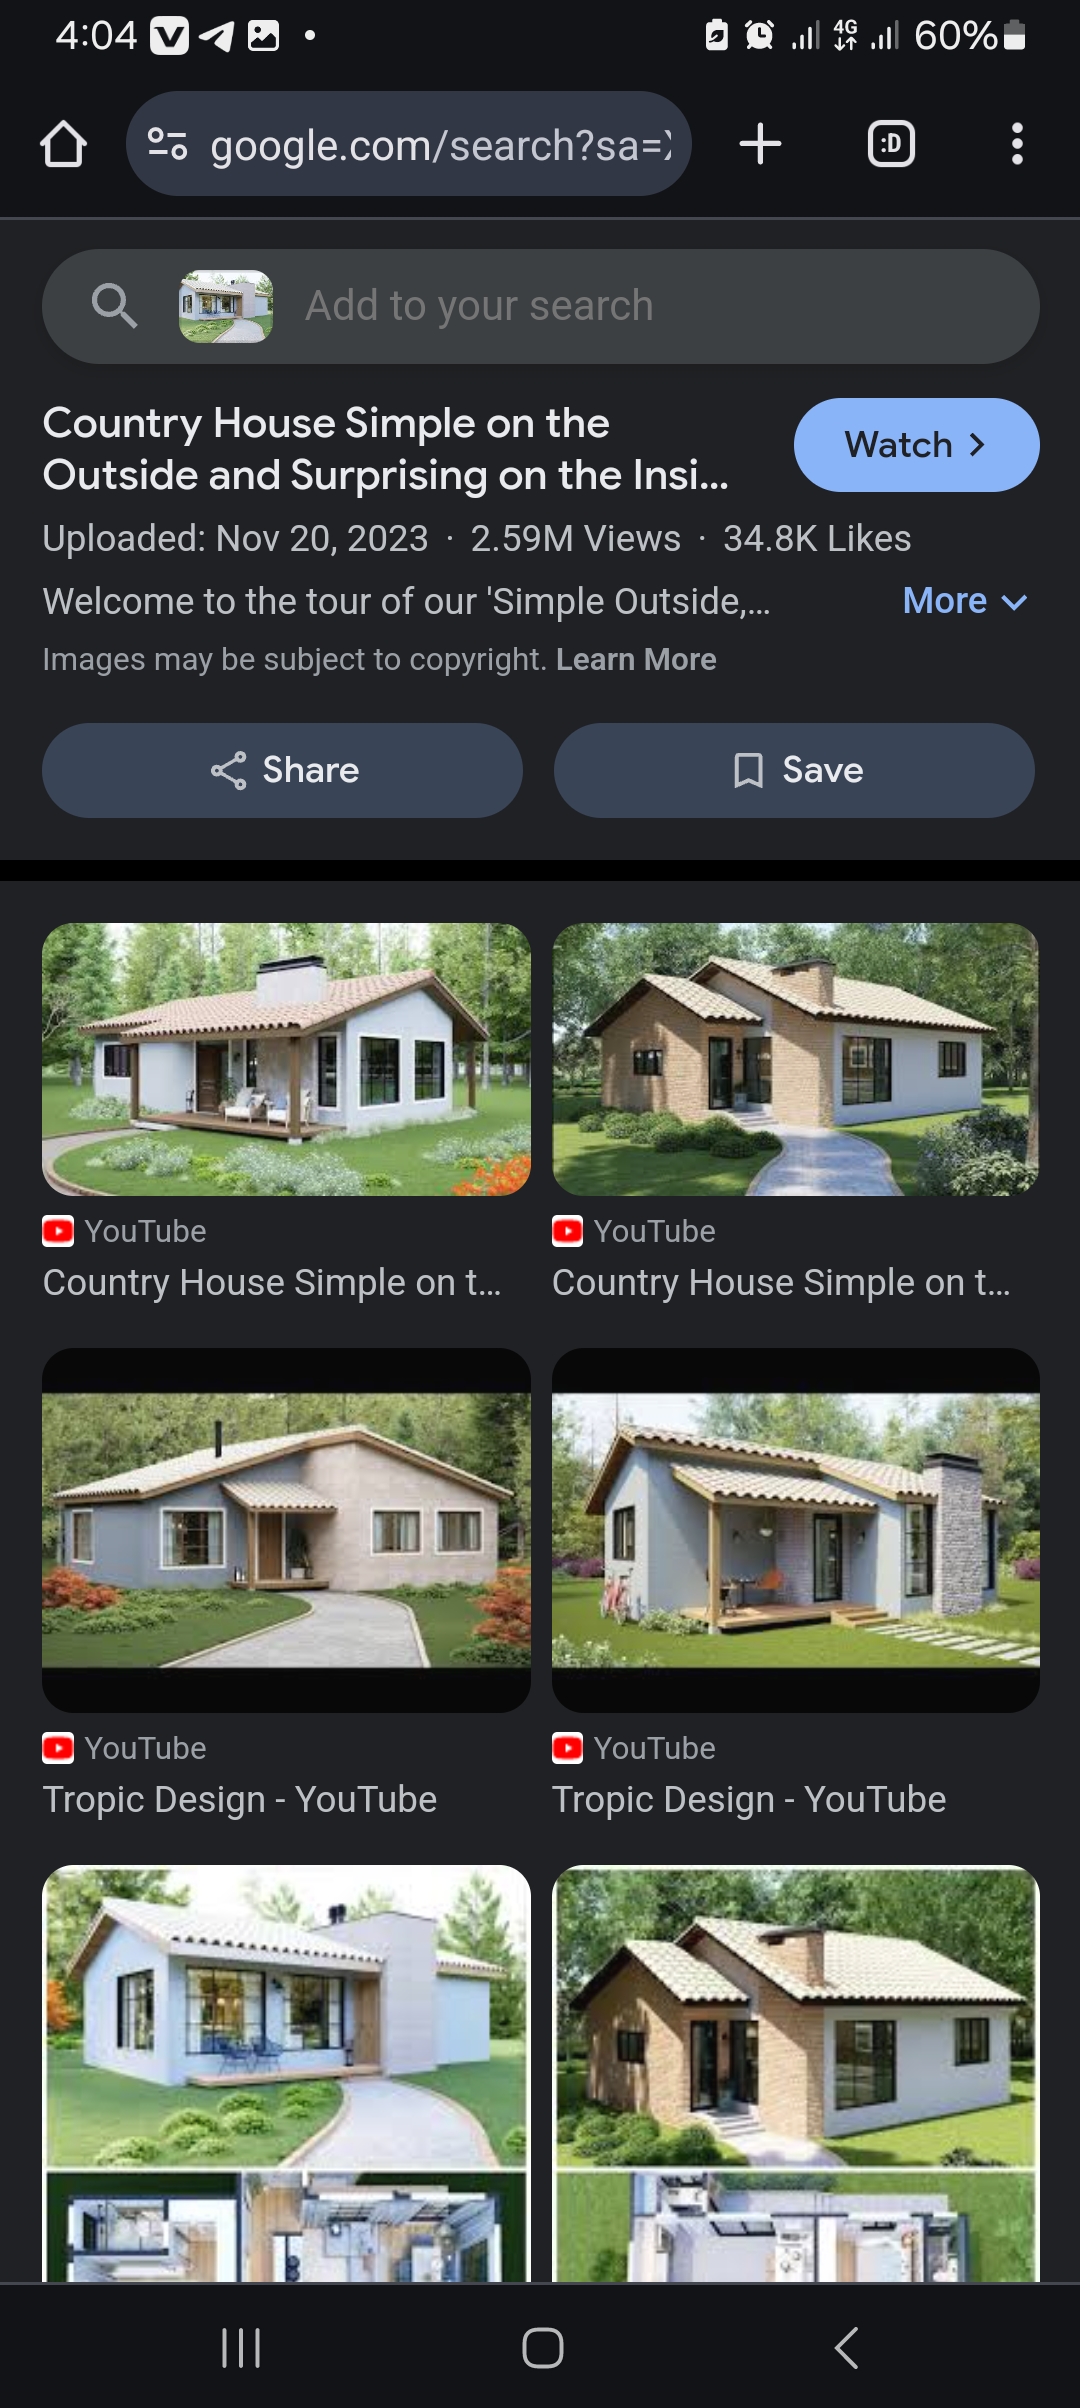 4:04
4G
60%
google.com/search?sa=
:D
Add to your search
Country House Simple on the
Outside and Surprising on the Insi...
Watch
Uploaded: Nov 20, 2023 · 2.59M Views · 34.8K Likes
Welcome to the tour of our 'Simple Outside,...
More
Images may be subject to copyright. Learn More
Share
Save
YouTube
YouTube
Country House Simple on t...
Country House Simple on t...
YouTube
YouTube
Tropic Design - YouTube
Tropic Design - YouTube